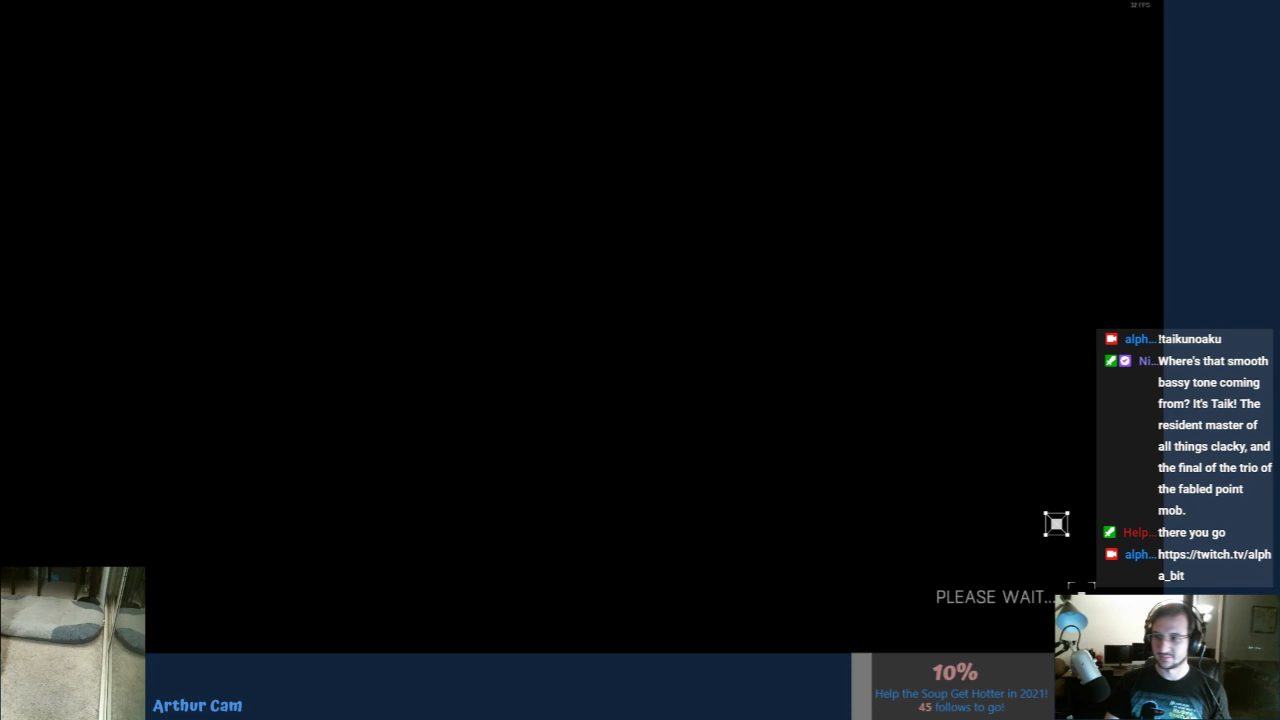 32 FPS
alph... !taikunoaku
Ni... Where's that smooth
bassy tone coming
from? It's Taik! The
resident master of
all things clacky, and
the final of the trio of
the fabled point
mob.
Help... there you go
alph... https://twitch.tv/alph
a_bit
PLEASE WAIT...
10%
Help the Soup Get Hotter in 2021!
45 follows to go!
Arthur Cam